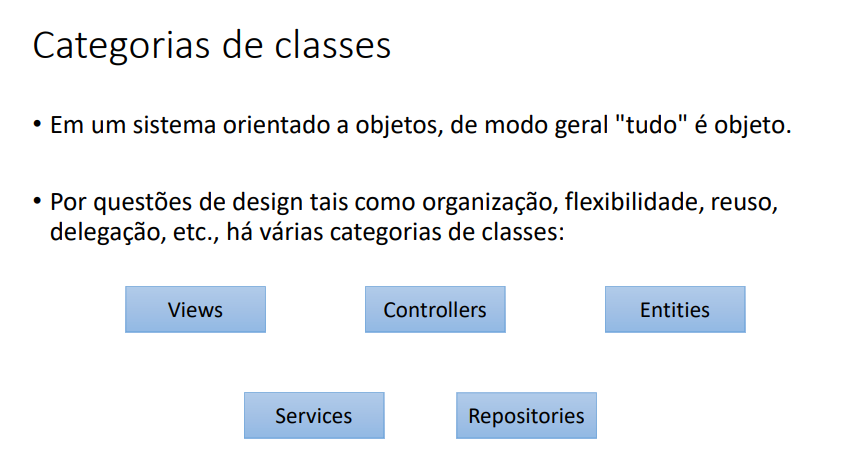 Categorias de classes
• Em um sistema orientado a objetos, de modo geral "tudo" é objeto.
• Por questões de design tais como organização, flexibilidade, reuso,
delegação, etc., há várias categorias de classes:
Views
Controllers
Entities
Services
Repositories